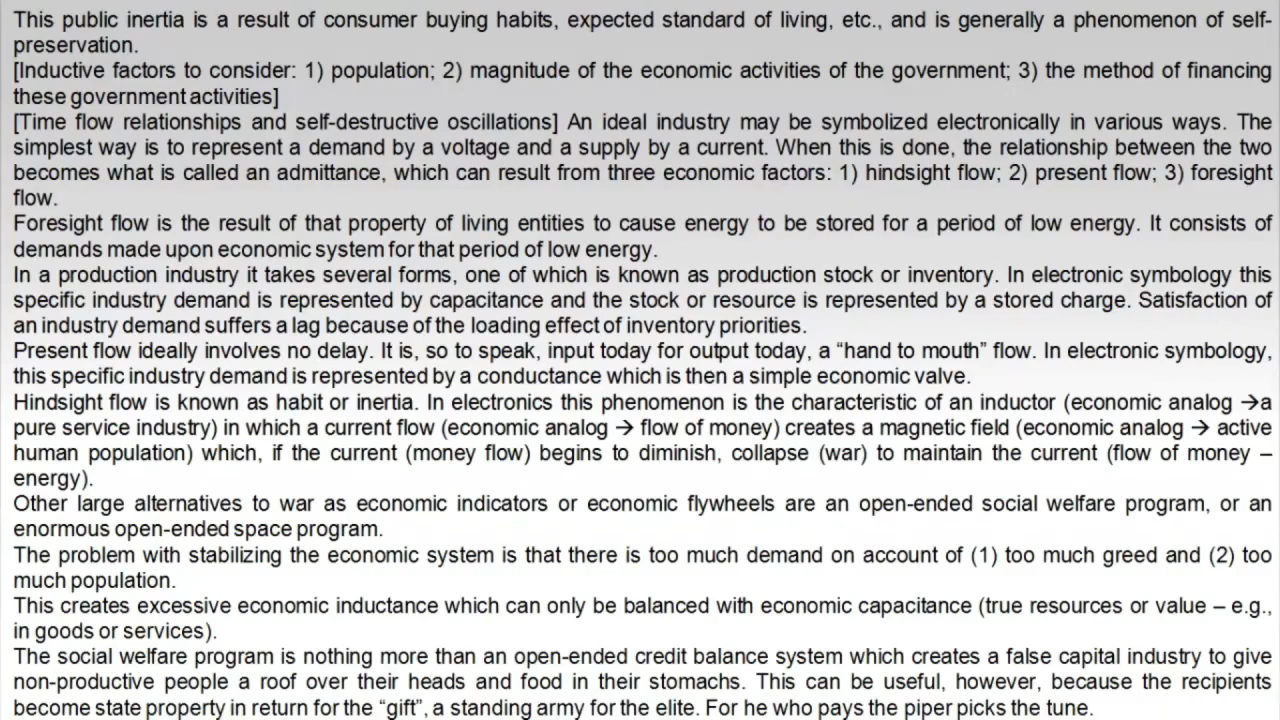 This public inertia is a result of consumer buying habits, expected standard of living, etc., and is generally a phenomenon of self-
preservation.
[Inductive factors to consider: 1) population; 2) magnitude of the economic activities of the government; 3) the method of financing
these government activities]
[Time flow relationships and self-destructive oscillations] An ideal industry may be symbolized electronically in various ways. The
simplest way is to represent a demand by a voltage and a supply by a current. When this is done, the relationship between the two
becomes what is called an admittance, which can result from three economic factors: 1) hindsight flow; 2) present flow; 3) foresight
flow.
Foresight flow is the result of that property of living entities to cause energy to be stored for a period of low energy. It consists of
demands made upon economic system for that period of low energy.
In a production industry it takes several forms, one of which is known as production stock or inventory. In electronic symbology this
specific industry demand is represented by capacitance and the stock or resource is represented by a stored charge. Satisfaction of
an industry demand suffers a lag because of the loading effect of inventory priorities.
Present flow ideally involves no delay. It is, so to speak, input today for output today, a “hand to mouth” flow. In electronic symbology,
this specific industry demand is represented by a conductance which is then a simple economic valve.
Hindsight flow is known as habit or inertia. In electronics this phenomenon is the characteristic of an inductor (economic analog →a
pure service industry) in which a current flow (economic analog → flow of money) creates a magnetic field (economic analog → active
human population) which, if the current (money flow) begins to diminish, collapse (war) to maintain the current (flow of money –
energy).
Other large alternatives to war as economic indicators or economic flywheels are an open-ended social welfare program, or an
enormous open-ended space program.
The problem with stabilizing the economic system is that there is too much demand on account of (1) too much greed and (2) too
much population.
This creates excessive economic inductance which can only be balanced with economic capacitance (true resources or value – e.g.,
in goods or services).
The social welfare program is nothing more than an open-ended credit balance system which creates a false capital industry to give
non-productive people a roof over their heads and food in their stomachs. This can be useful, however, because the recipients
become state property in return for the “gift”, a standing army for the elite. For he who pays the piper picks the tune.